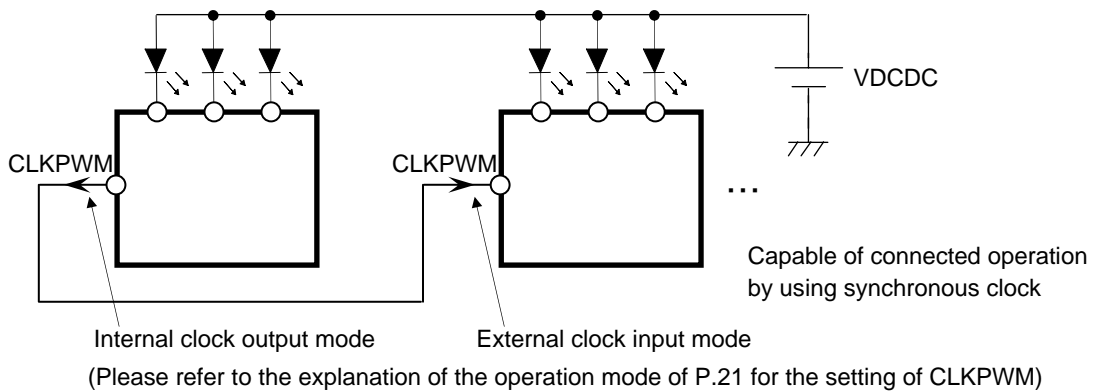 VDCDC
CLKPWM
CLKPWM
...
Capable of connected operation
by using synchronous clock
Internal clock output mode
External clock input mode
(Please refer to the explanation of the operation mode of P.21 for the setting of CLKPWM)